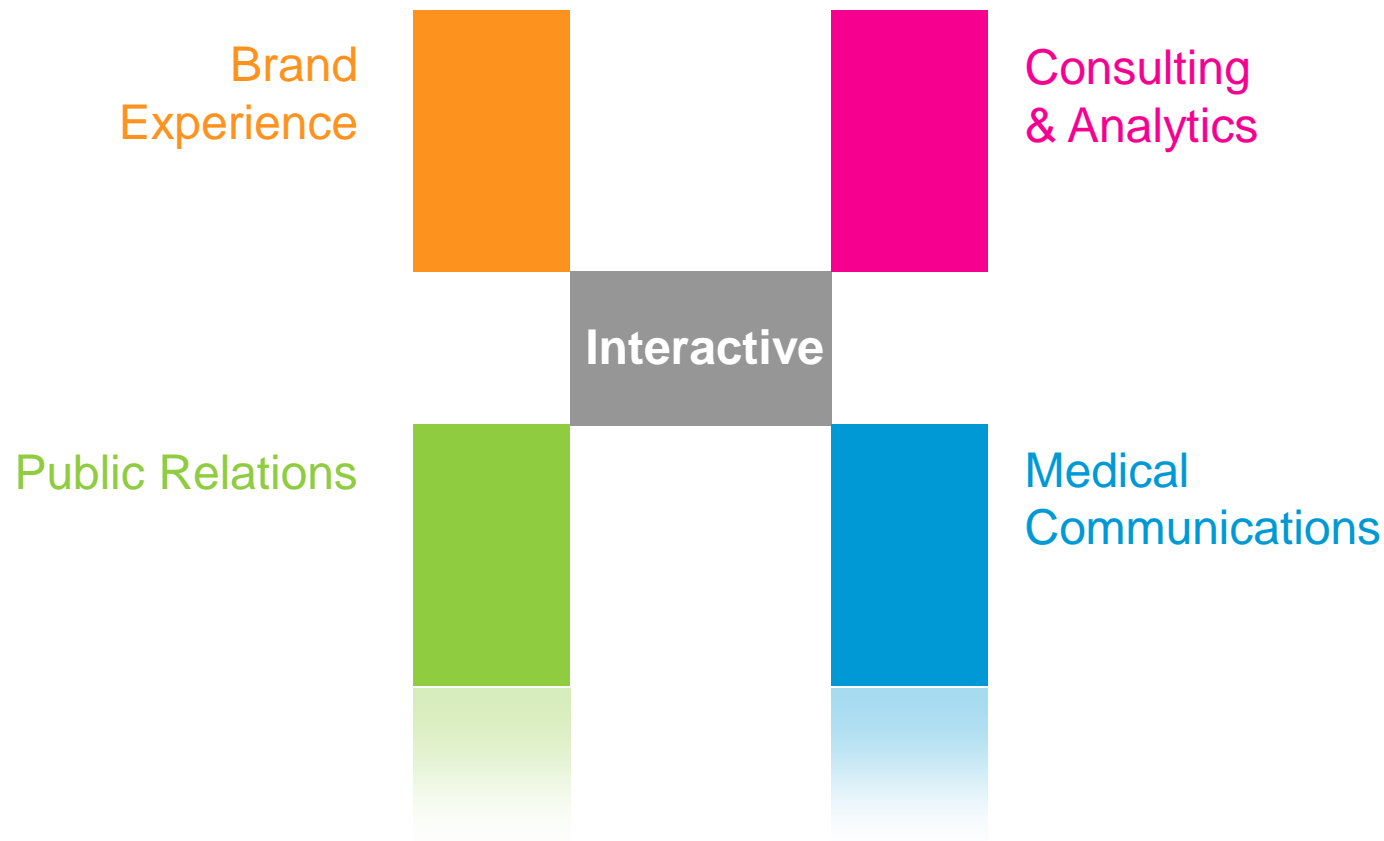 Brand
Experience
Consulting
& Analytics
Interactive
Public Relations
Medical
Communications